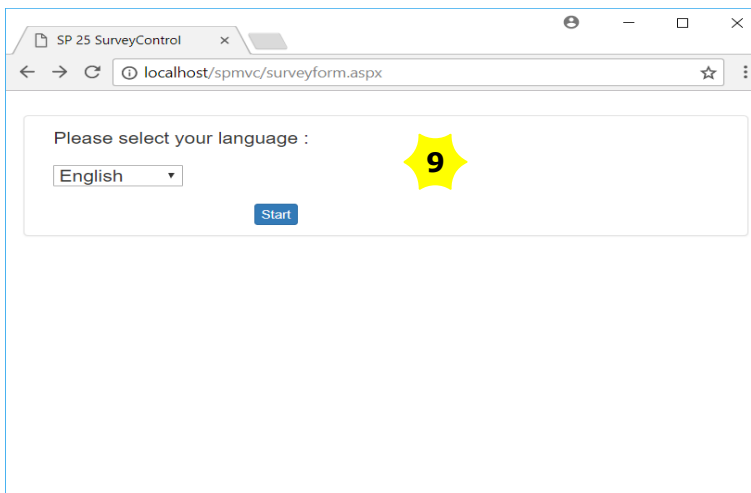 SP 25 SurveyControl
localhost/spmvc/surveyform.aspx
Please select your language :
9
English
Start